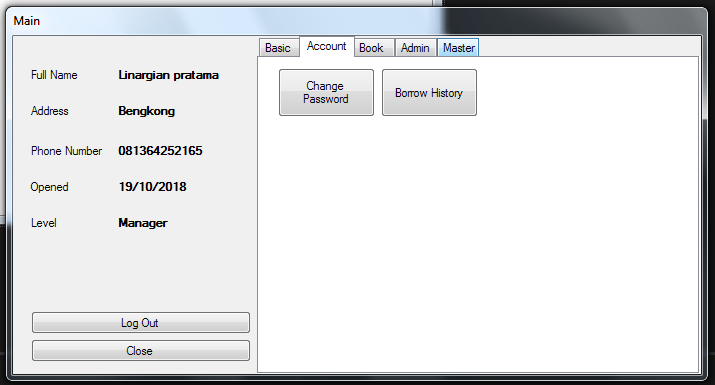 Main
Basic Account Book Admin Master
Full Name Linargian pratama
Address Bengkong
Phone Number 081364252165
Opened 19/10/2018
Level Manager
Change
Password
Borrow History
Log Out
Close